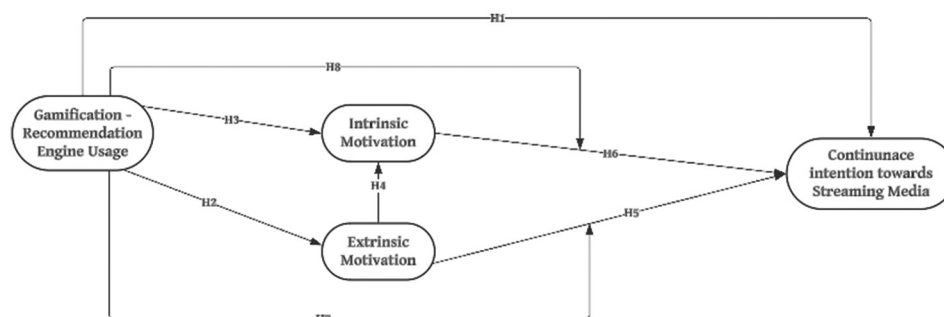 H1
H8
Gamification -
Recommendation
Engine Usage
H3
Intrinsic
Motivation
H6
Continunace
intention towards
Streaming Media
H4
H2
H5
Extrinsic
Motivation